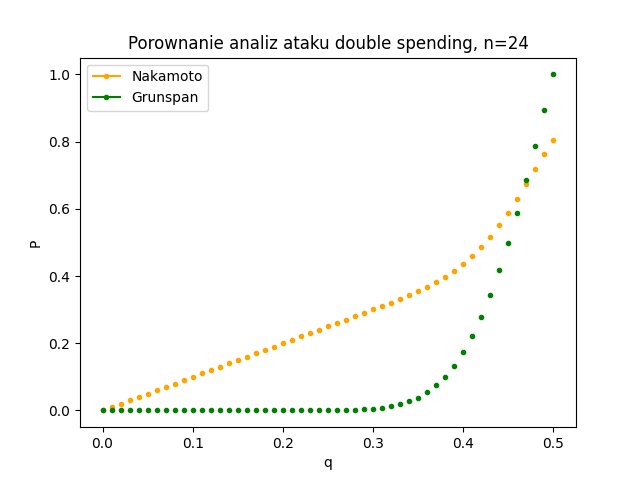 Porownanie analiz ataku double spending, n=24
Nakamoto
Grunspan
P
1.0
0.8
0.6
0.4
0.2
0.0
0.0 0.1 0.2 0.3 0.4 0.5
q